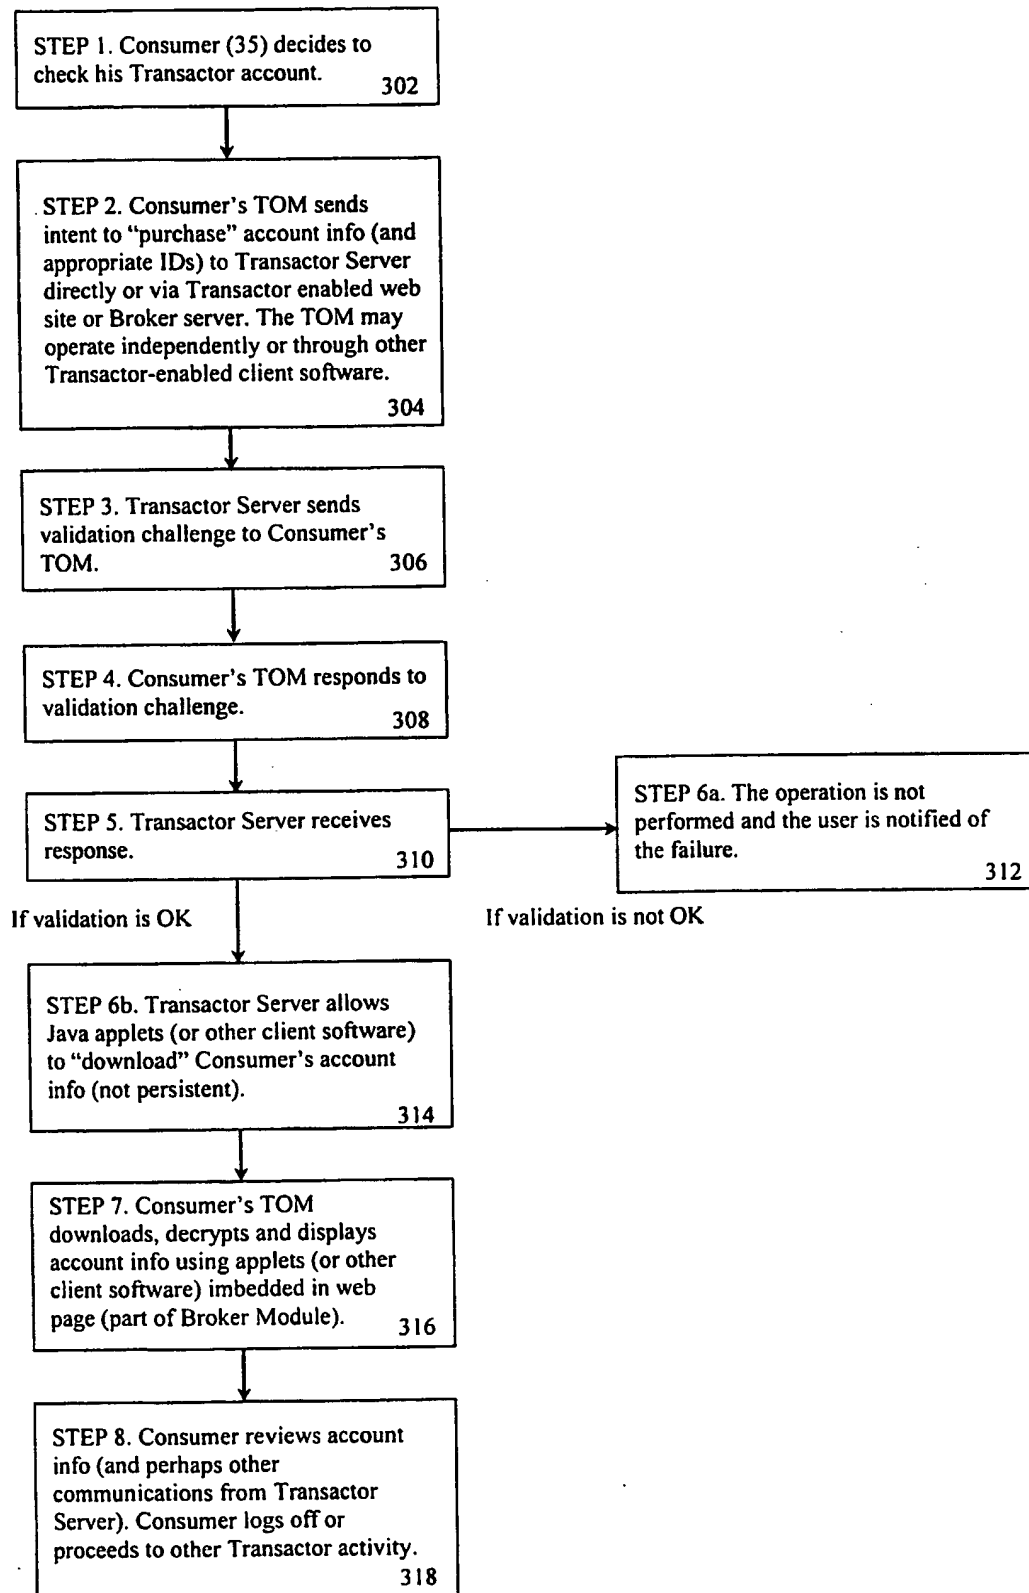 STEP 1. Consumer (35) decides to
check his Transactor account.
302
STEP 2. Consumer's TOM sends
intent to “purchase” account info (and
appropriate IDs) to Transactor Server
directly or via Transactor enabled web
site or Broker server. The TOM may
operate independently or through other
Transactor-enabled client software.
304
STEP 3. Transactor Server sends
validation challenge to Consumer's
TOM. 306
STEP 4. Consumer's TOM responds to
validation challenge.
308
STEP 5. Transactor Server receives
response. 310
STEP 6a. The operation is not
performed and the user is notified of
the failure.
312
If validation is OK
If validation is not OK
STEP 6b. Transactor Server allows
Java applets (or other client software)
to “download” Consumer's account
info (not persistent).
314
STEP 7. Consumer's TOM
downloads, decrypts and displays
account info using applets (or other
client software) imbedded in web
page (part of Broker Module). 316
STEP 8. Consumer reviews account
info (and perhaps other
communications from Transactor
Server). Consumer logs off or
proceeds to other Transactor activity.
318